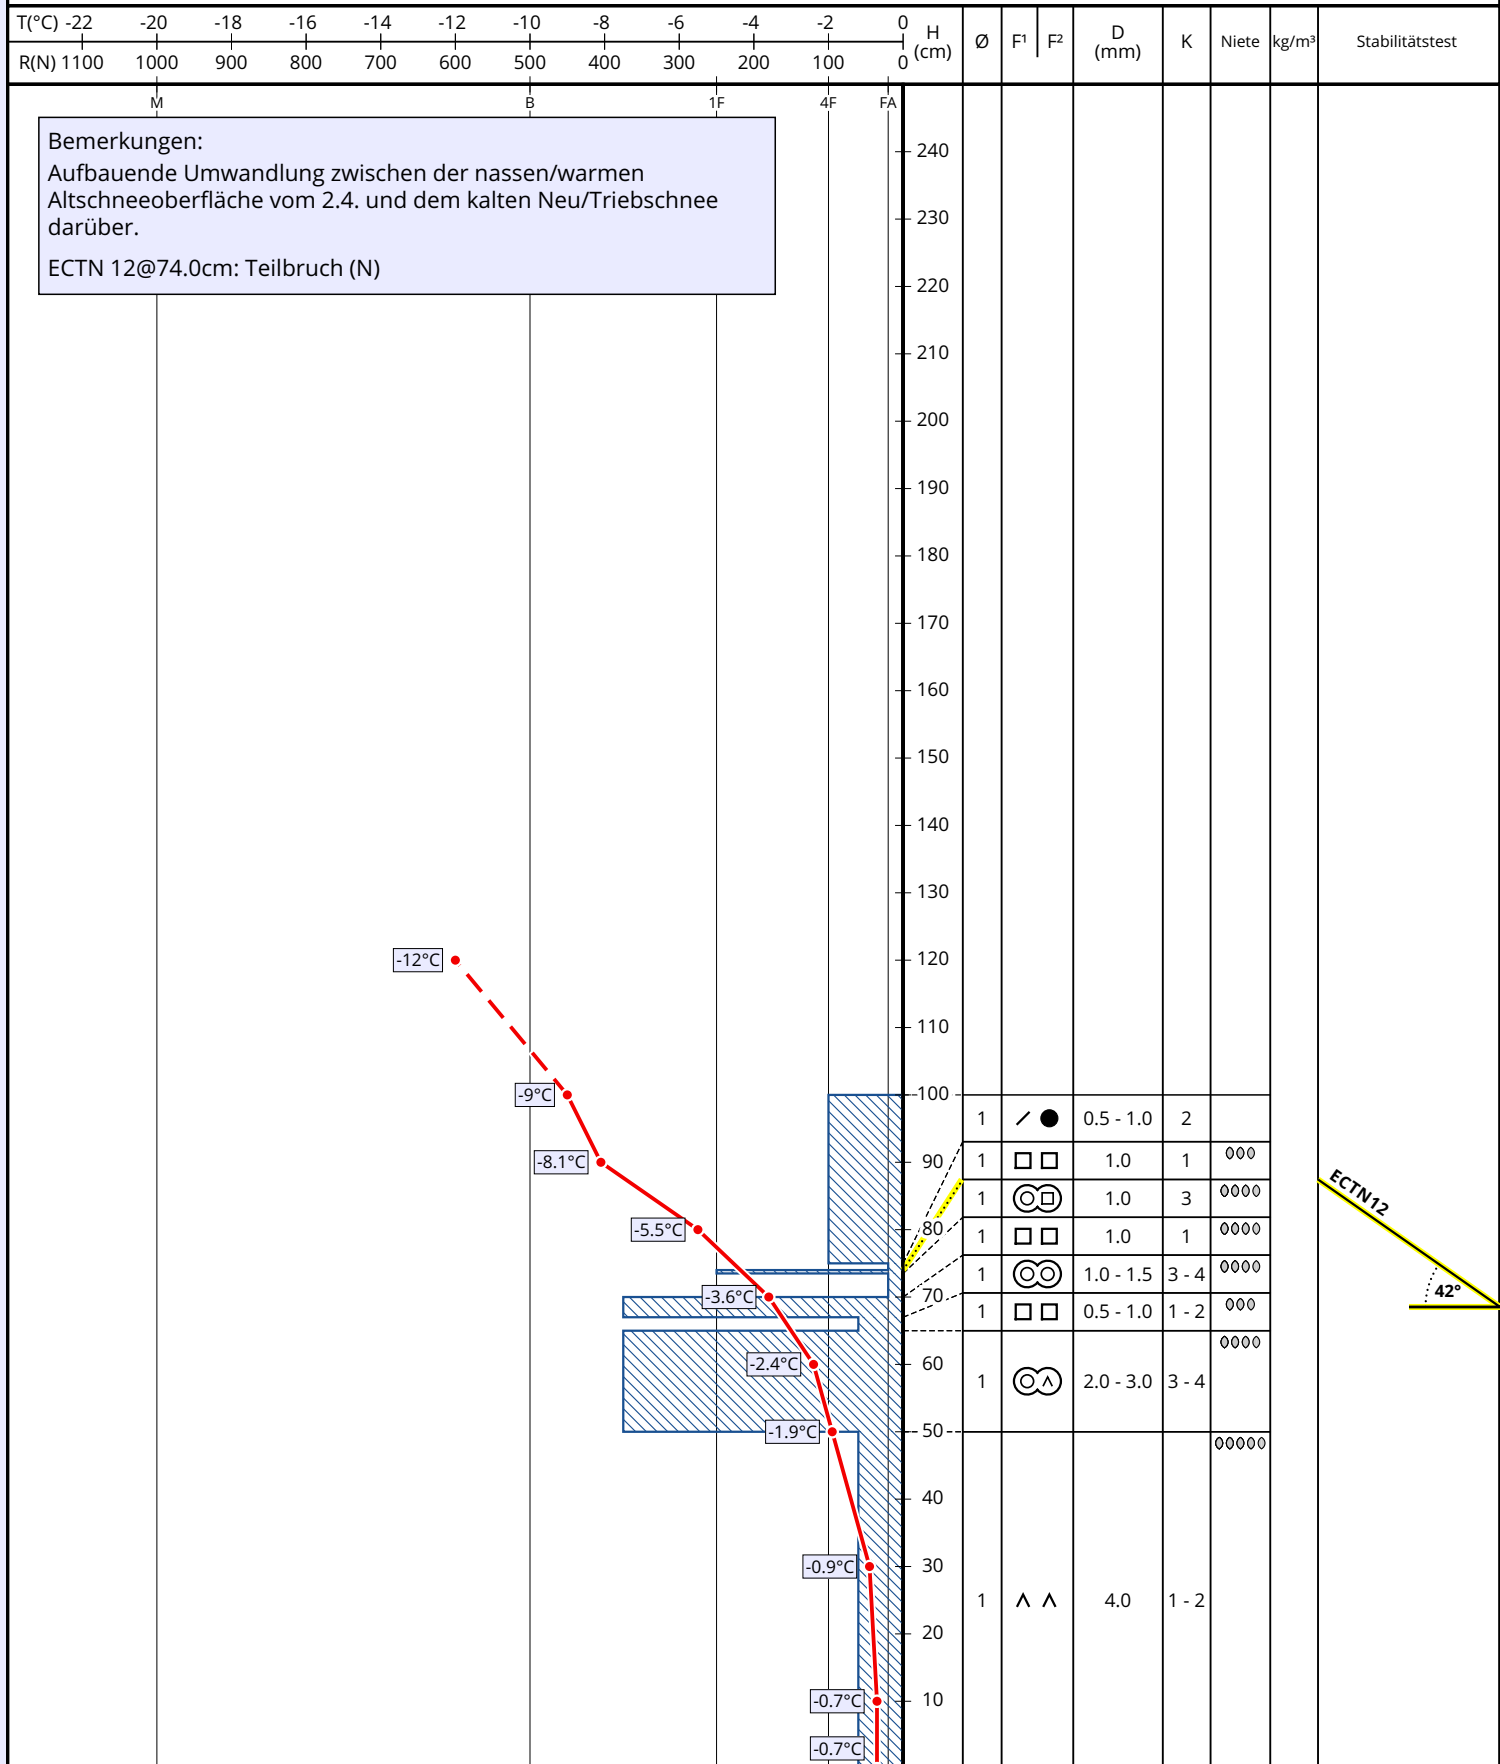 T(°C) -22 -20 -18 -16 -14 -12 -10 -8 -6 -4 -2 0
R(N) 1100 1000 900 800 700 600 500 400 300 200 100 0
H (cm) Ø F¹ F² D (mm) K Niete kg/m³ Stabilitätstest
M B 1F 4F FA
Bemerkungen:
Aufbauende Umwandlung zwischen der nassen/warmen
Altschneeoberfläche vom 2.4. und dem kalten Neu/Triebschnee
darüber.
ECTN 12@74.0cm: Teilbruch (N)
240
230
220
210
200
190
180
170
160
150
140
130
-12°C 120
110
-9°C 100
1 0.5 - 1.0 2
-8.1°C 90 1 1.0 1
1 1.0 3
ECTN12
-5.5°C 80 1 1.0 1
1 1.0 - 1.5 3 - 4
42°
-3.6°C 70 1 0.5 - 1.0 1 - 2
-2.4°C 60
1 2.0 - 3.0 3 - 4
-1.9°C 50
40
-0.9°C 30
1 4.0 1 - 2
20
-0.7°C 10
-0.7°C